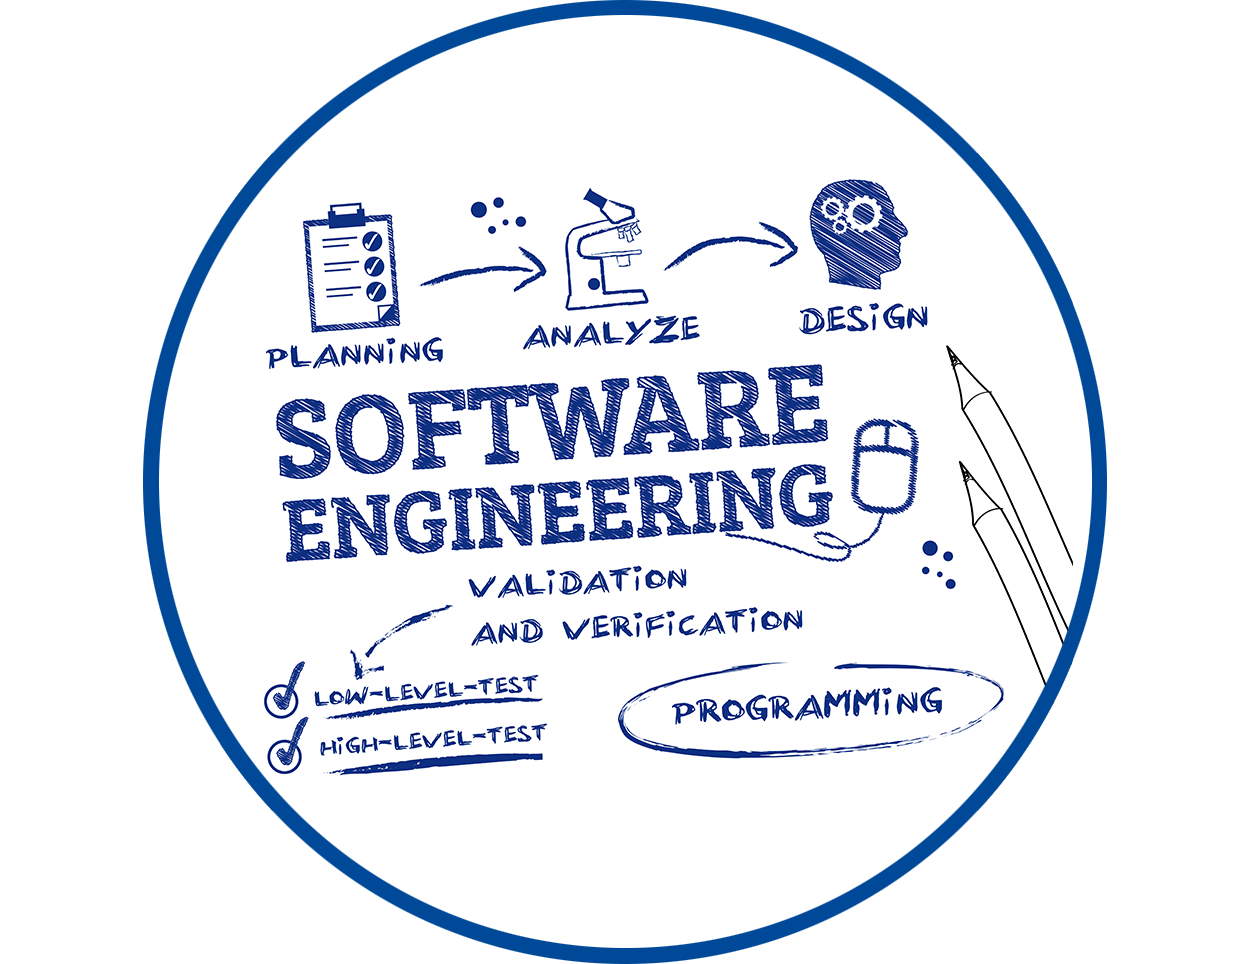 PLANNiNG
ANALYZE
DESiGN
SOFTWARE
ENGINEERING
VALiDATiON
AND VERiFiCATiON
LOW-LEVEL-TEST
HiGH-LEVEL-TEST
PROGRAMMiNG